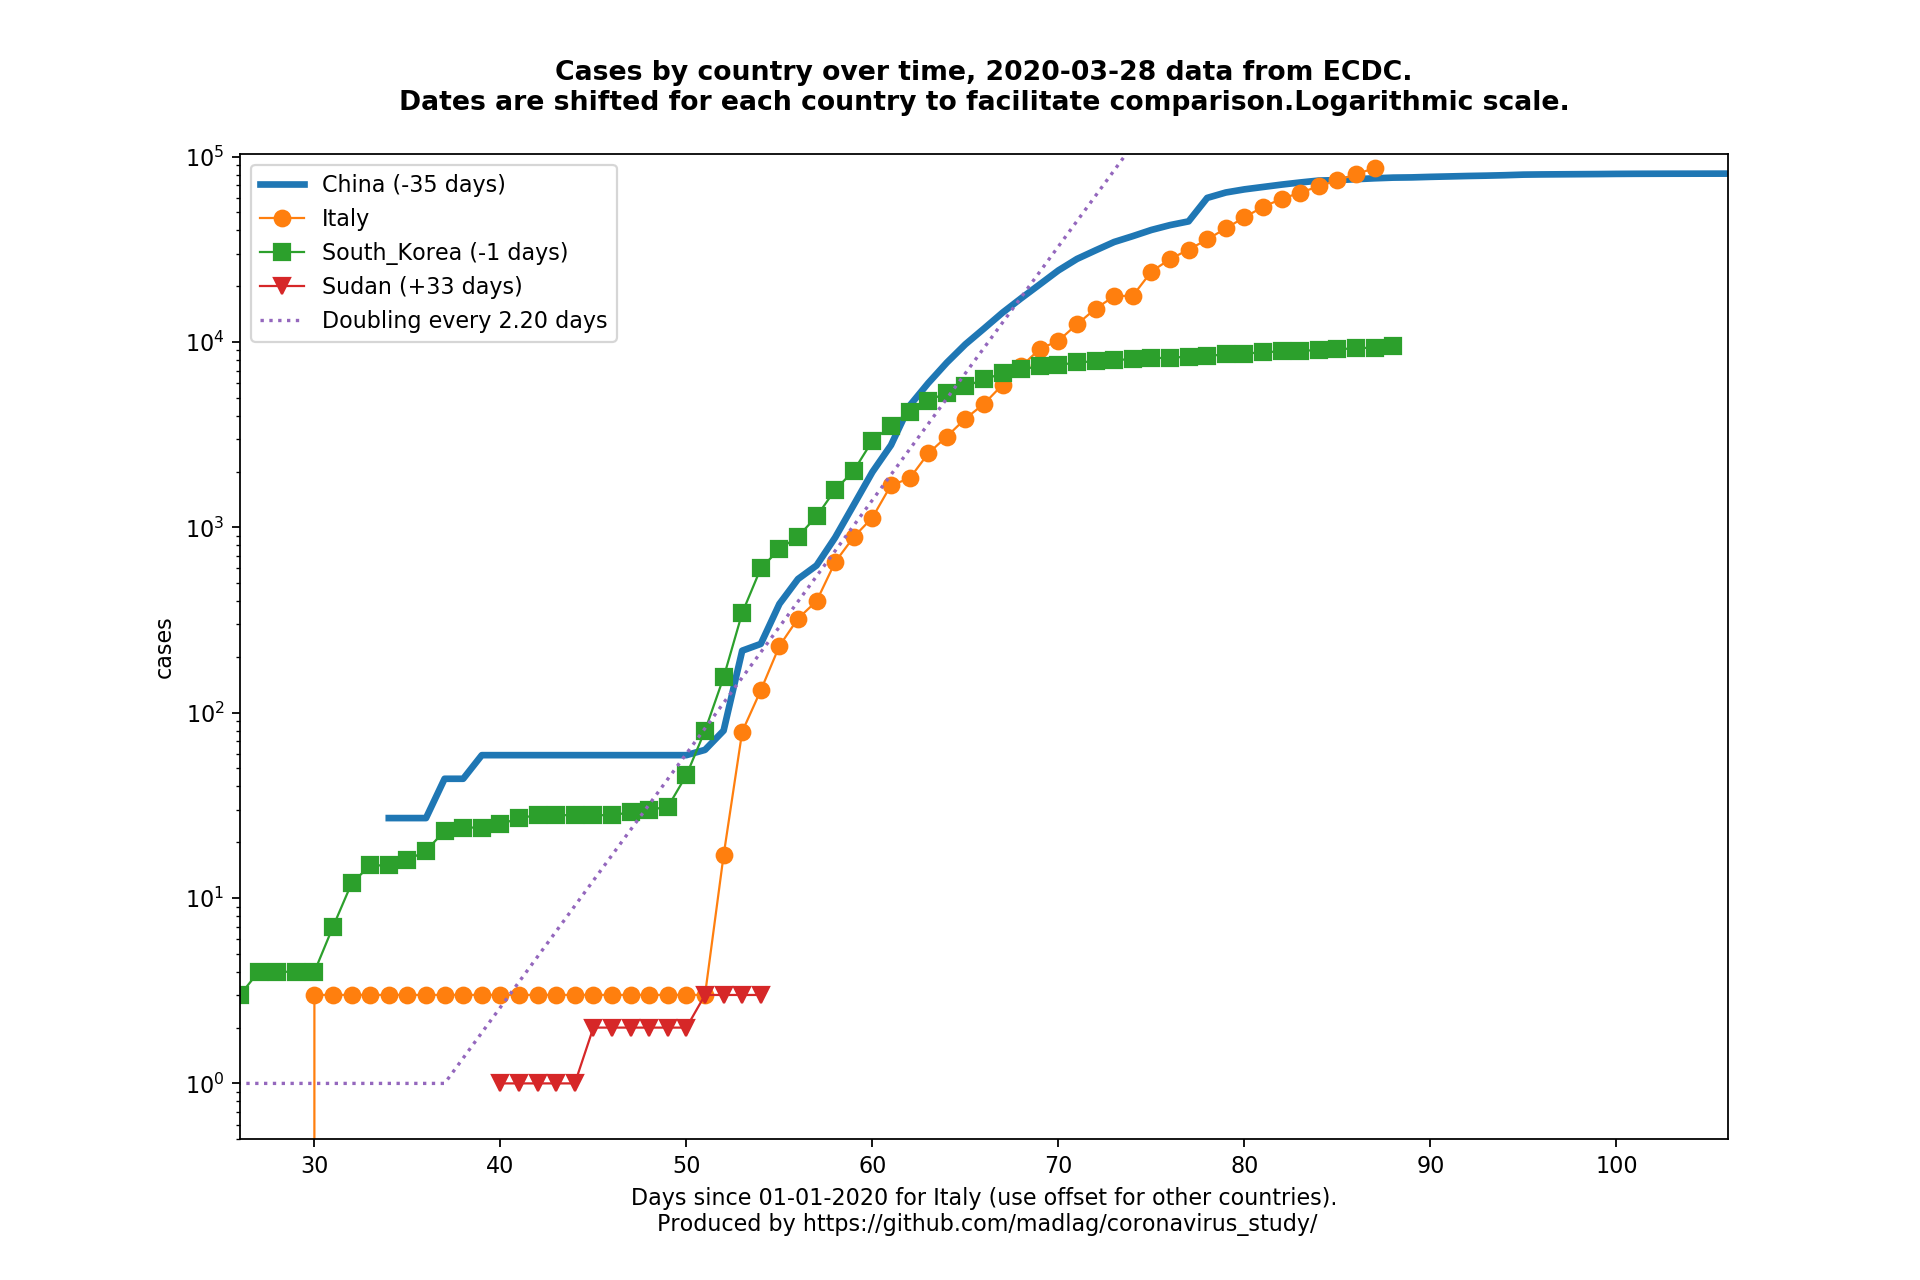 Cases by country over time, 2020-03-28 data from ECDC.
Dates are shifted for each country to facilitate comparison.Logarithmic scale.
10^5
10^4
10^3
10^2
10^1
10^0
cases
China (-35 days)
Italy
South_Korea (-1 days)
Sudan (+33 days)
Doubling every 2.20 days
30 40 50 60 70 80 90 100
Days since 01-01-2020 for Italy (use offset for other countries).
Produced by https://github.com/madlag/coronavirus_study/